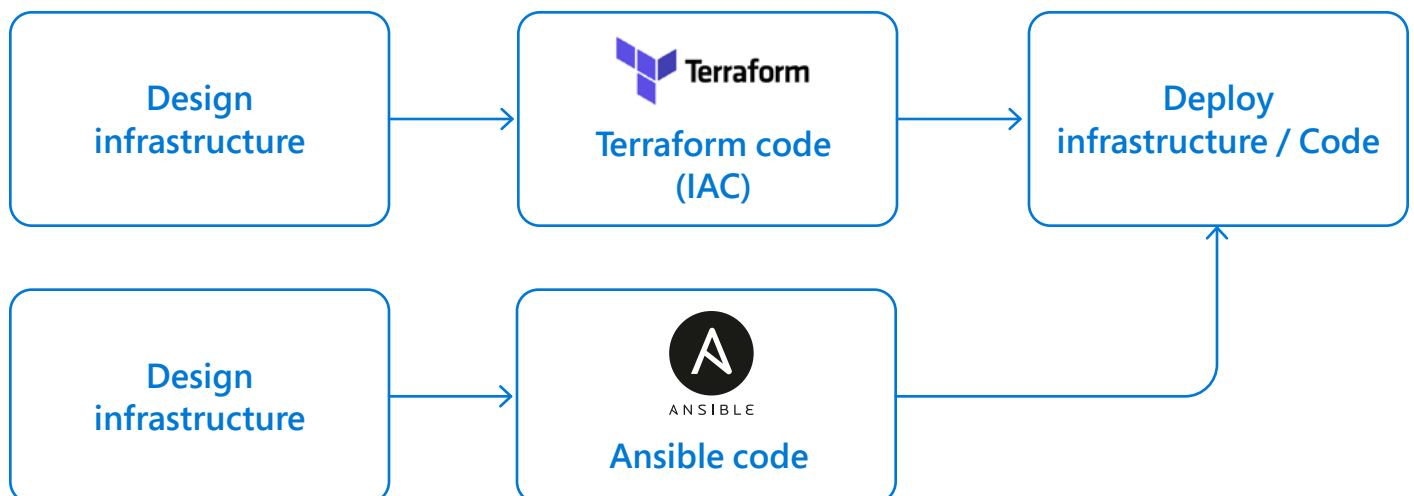 Design
infrastructure
Terraform
Terraform code
(IAC)
Deploy
infrastructure / Code
Design
infrastructure
ANSIBLE
Ansible code